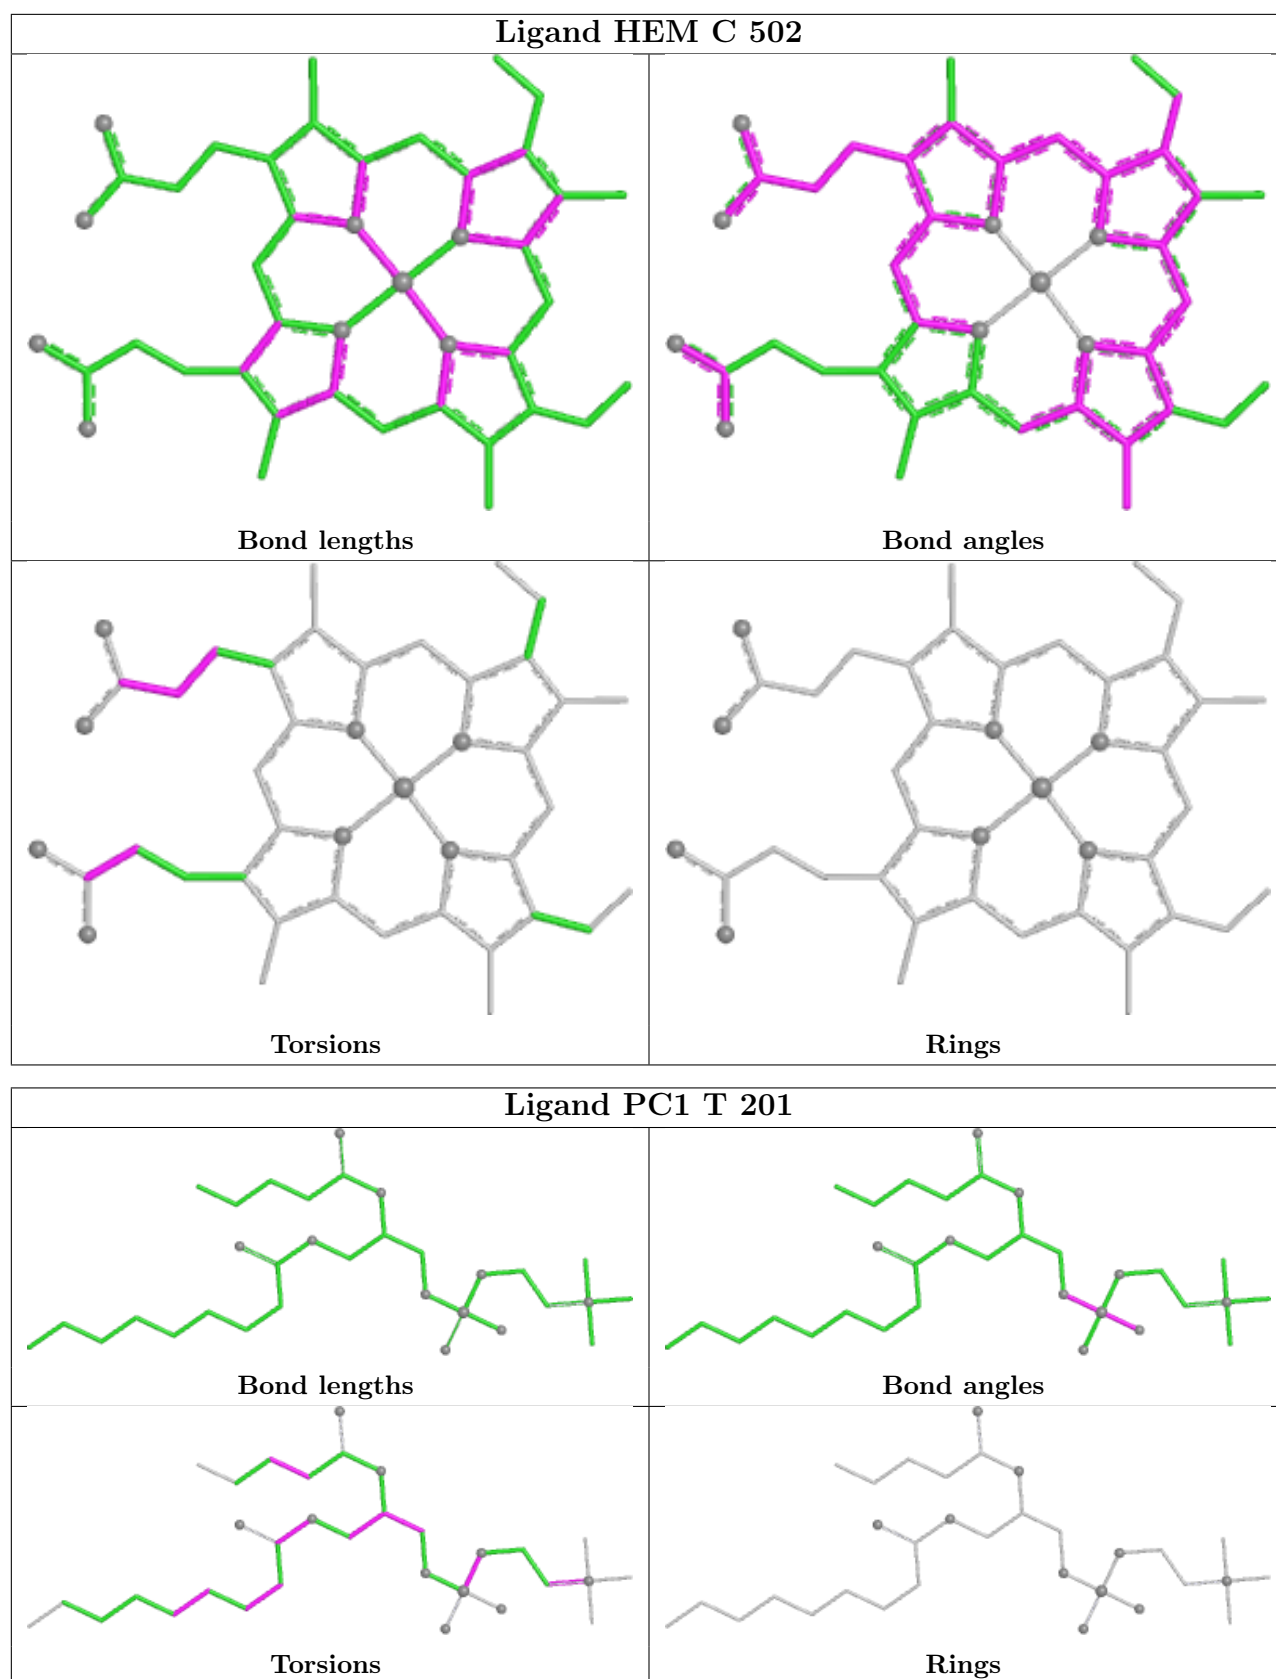 Ligand HEM C 502
Bond lengths
Bond angles
Torsions
Rings
Ligand PC1 T 201
Bond lengths
Bond angles
Torsions
Rings